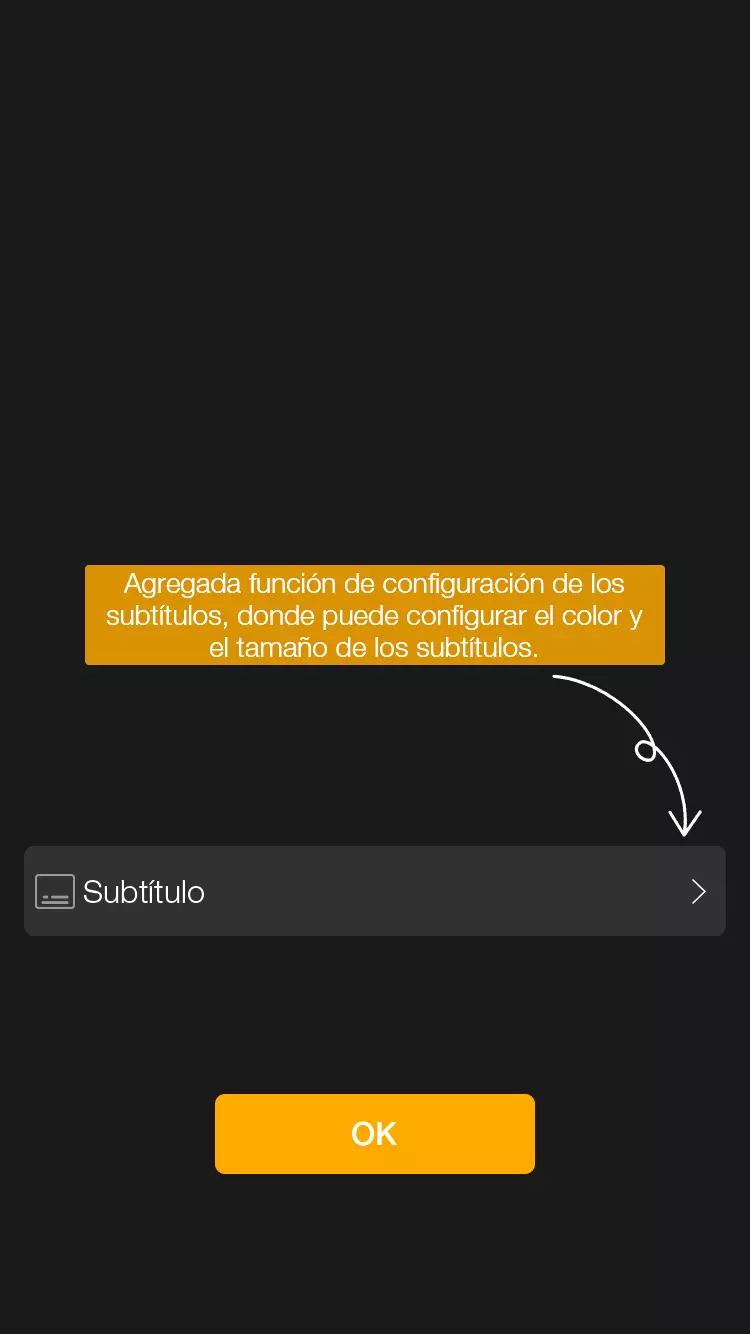 Agregada función de configuración de los
subtítulos, donde puede configurar el color y
el tamaño de los subtítulos.
Subtítulo
OK